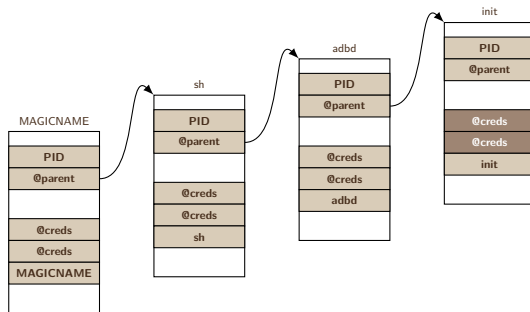 MAGICNAME
PID
@parent
@creds
@creds
MAGICNAME
sh
PID
@parent
@creds
@creds
sh
adbd
PID
@parent
@creds
@creds
adbd
init
PID
@parent
@creds
@creds
init